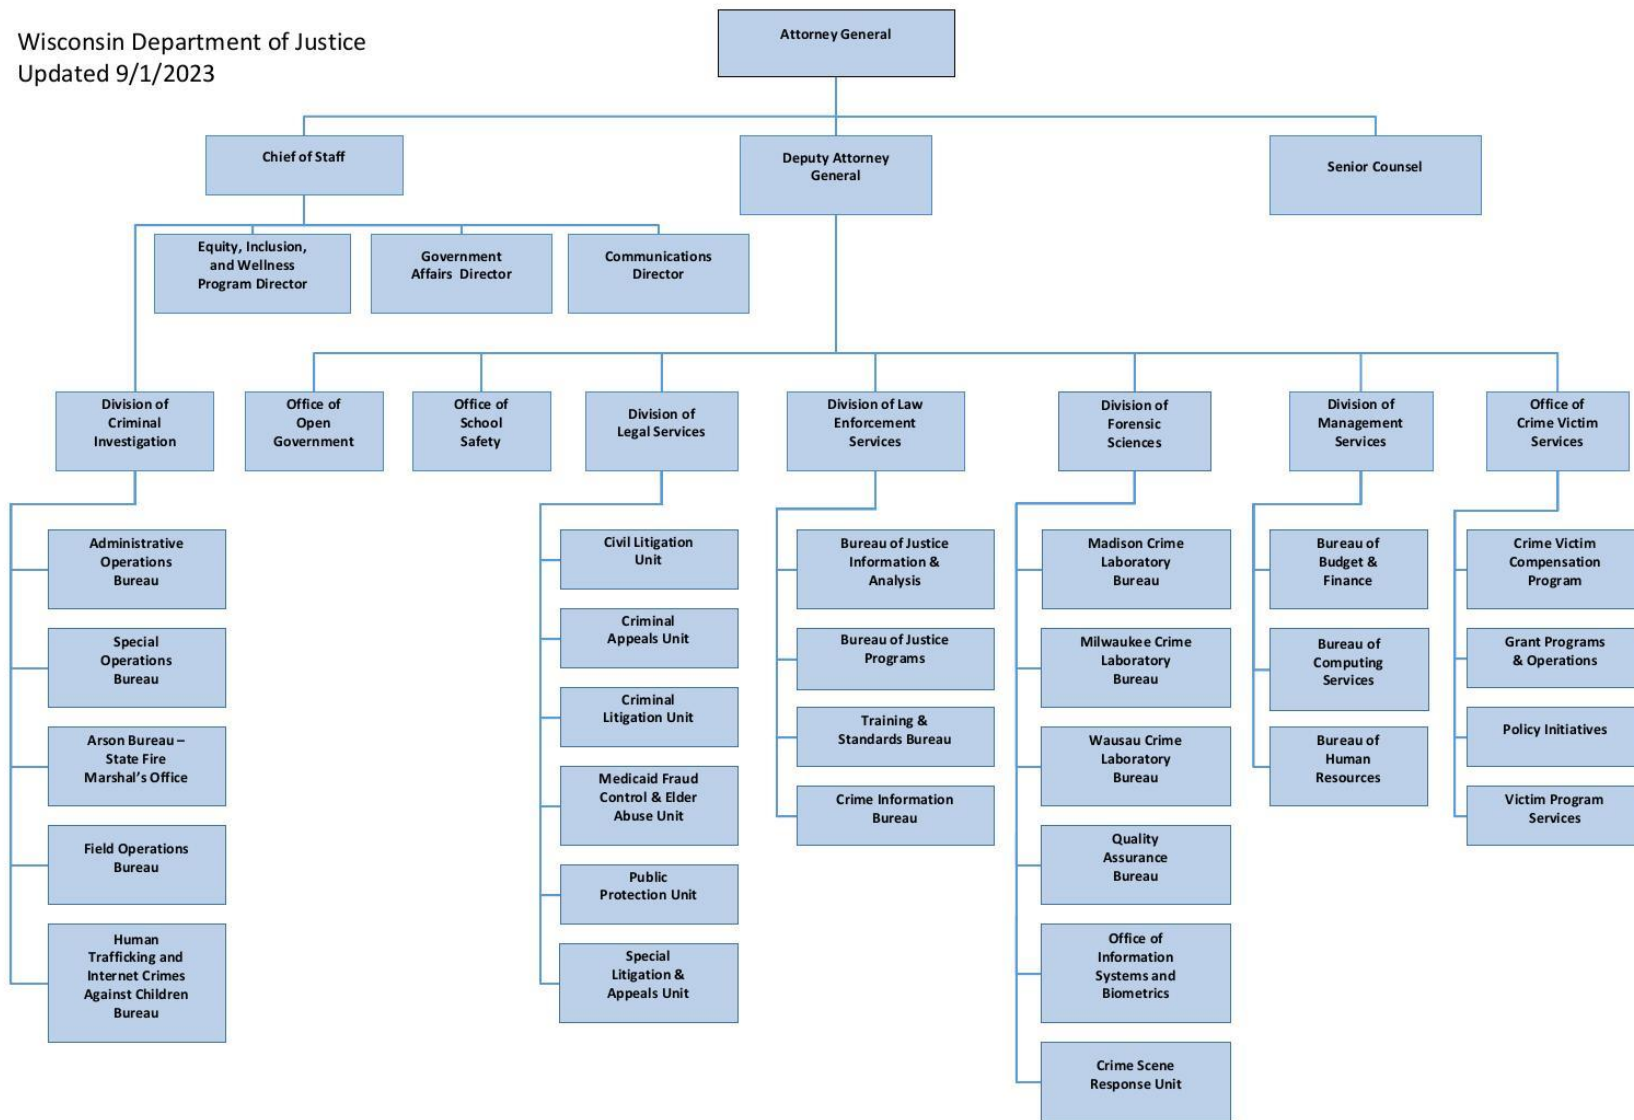 Wisconsin Department of Justice
Updated 9/1/2023
Attorney General
Chief of Staff
Deputy Attorney
General
Senior Counsel
Equity, Inclusion,
and Wellness
Program Director
Government
Affairs Director
Communications
Director
Division of
Criminal
Investigation
Office of
Open
Government
Office of
School
Safety
Division of
Legal Services
Division of Law
Enforcement
Services
Division of
Forensic
Sciences
Division of
Management
Services
Office of
Crime Victim
Services
Administrative
Operations
Bureau
Special
Operations
Bureau
Arson Bureau –
State Fire
Marshal's Office
Field Operations
Bureau
Human
Trafficking and
Internet Crimes
Against Children
Bureau
Civil Litigation
Unit
Criminal
Appeals Unit
Criminal
Litigation Unit
Medicaid Fraud
Control & Elder
Abuse Unit
Public
Protection Unit
Special
Litigation &
Appeals Unit
Bureau of Justice
Information &
Analysis
Bureau of Justice
Programs
Training &
Standards Bureau
Crime Information
Bureau
Madison Crime
Laboratory
Bureau
Milwaukee Crime
Laboratory
Bureau
Wausau Crime
Laboratory
Bureau
Quality
Assurance
Bureau
Office of
Information
Systems and
Biometrics
Crime Scene
Response Unit
Bureau of
Budget &
Finance
Bureau of
Computing
Services
Bureau of
Human
Resources
Crime Victim
Compensation
Program
Grant Programs
& Operations
Policy Initiatives
Victim Program
Services